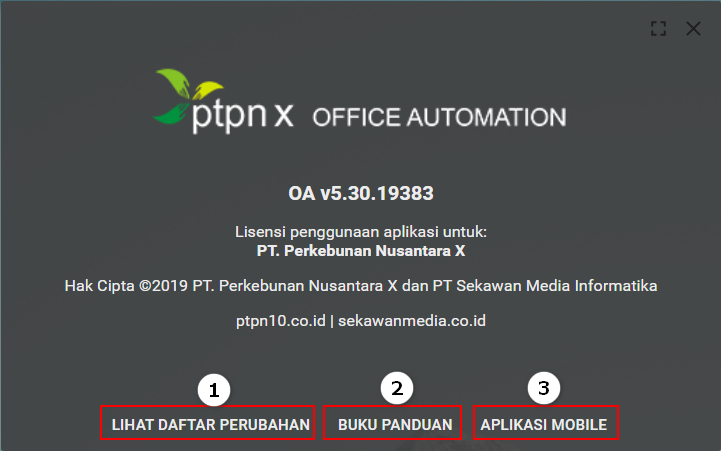 ptpn x OFFICE AUTOMATION
OA v5.30.19383
Lisensi penggunaan aplikasi untuk:
PT. Perkebunan Nusantara X
Hak Cipta ©2019 PT. Perkebunan Nusantara X dan PT Sekawan Media Informatika
ptpn10.co.id | sekawanmedia.co.id
1 2 3
LIHAT DAFTAR PERUBAHAN BUKU PANDUAN APLIKASI MOBILE